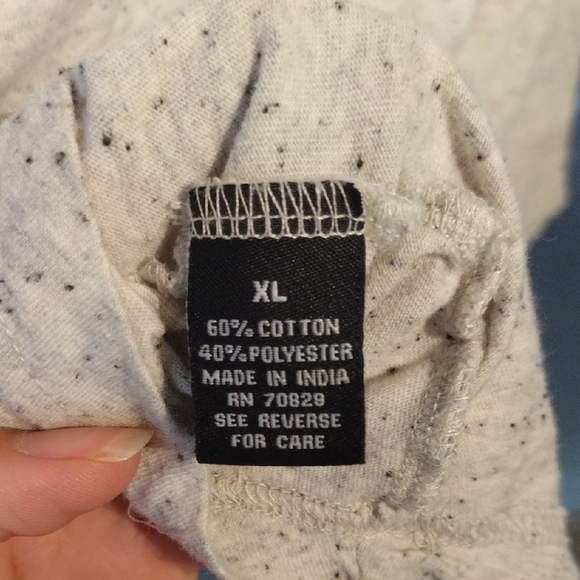 XL
60% COTTON
40% POLYESTER
MADE IN INDIA
RN 70829
SEE REVERSE
FOR CARE